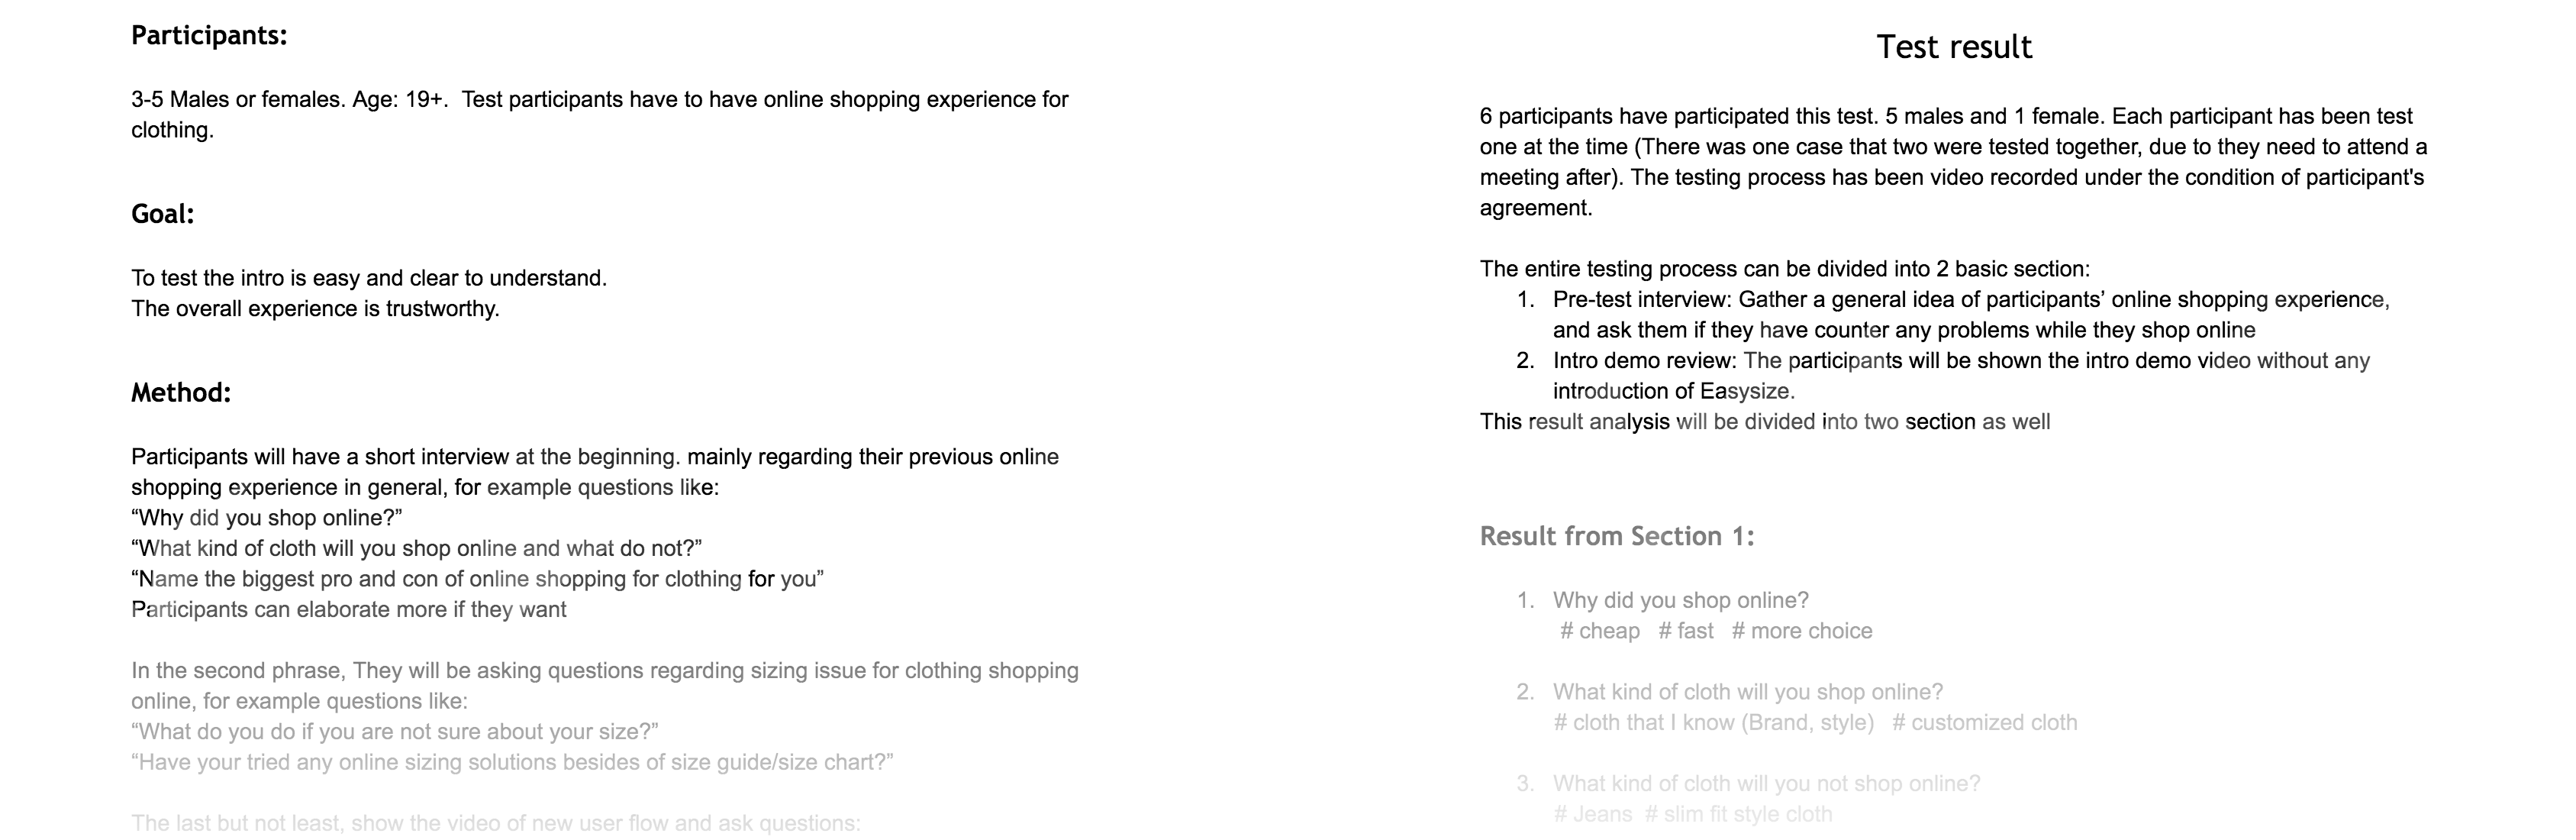 Participants:
3-5 Males or females. Age: 19+.  Test participants have to have online shopping experience for
clothing.
Goal:
To test the intro is easy and clear to understand.
The overall experience is trustworthy.
Method:
Participants will have a short interview at the beginning. mainly regarding their previous online
shopping experience in general, for example questions like:
“Why did you shop online?”
“What kind of cloth will you shop online and what do not?”
“Name the biggest pro and con of online shopping for clothing for you”
Participants can elaborate more if they want
In the second phrase, They will be asking questions regarding sizing issue for clothing shopping
online, for example questions like:
“What do you do if you are not sure about your size?”
“Have your tried any online sizing solutions besides of size guide/size chart?”
The last but not least, show the video of new user flow and ask questions:
Test result
6 participants have participated this test. 5 males and 1 female. Each participant has been test
one at the time (There was one case that two were tested together, due to they need to attend a
meeting after). The testing process has been video recorded under the condition of participant's
agreement.
The entire testing process can be divided into 2 basic section:
1. Pre-test interview: Gather a general idea of participants’ online shopping experience,
and ask them if they have counter any problems while they shop online
2. Intro demo review: The participants will be shown the intro demo video without any
introduction of Easysize.
This result analysis will be divided into two section as well
Result from Section 1:
1. Why did you shop online?
# cheap   # fast   # more choice
2. What kind of cloth will you shop online?
# cloth that I know (Brand, style)   # customized cloth
3. What kind of cloth will you not shop online?
# Jeans  # slim fit style cloth